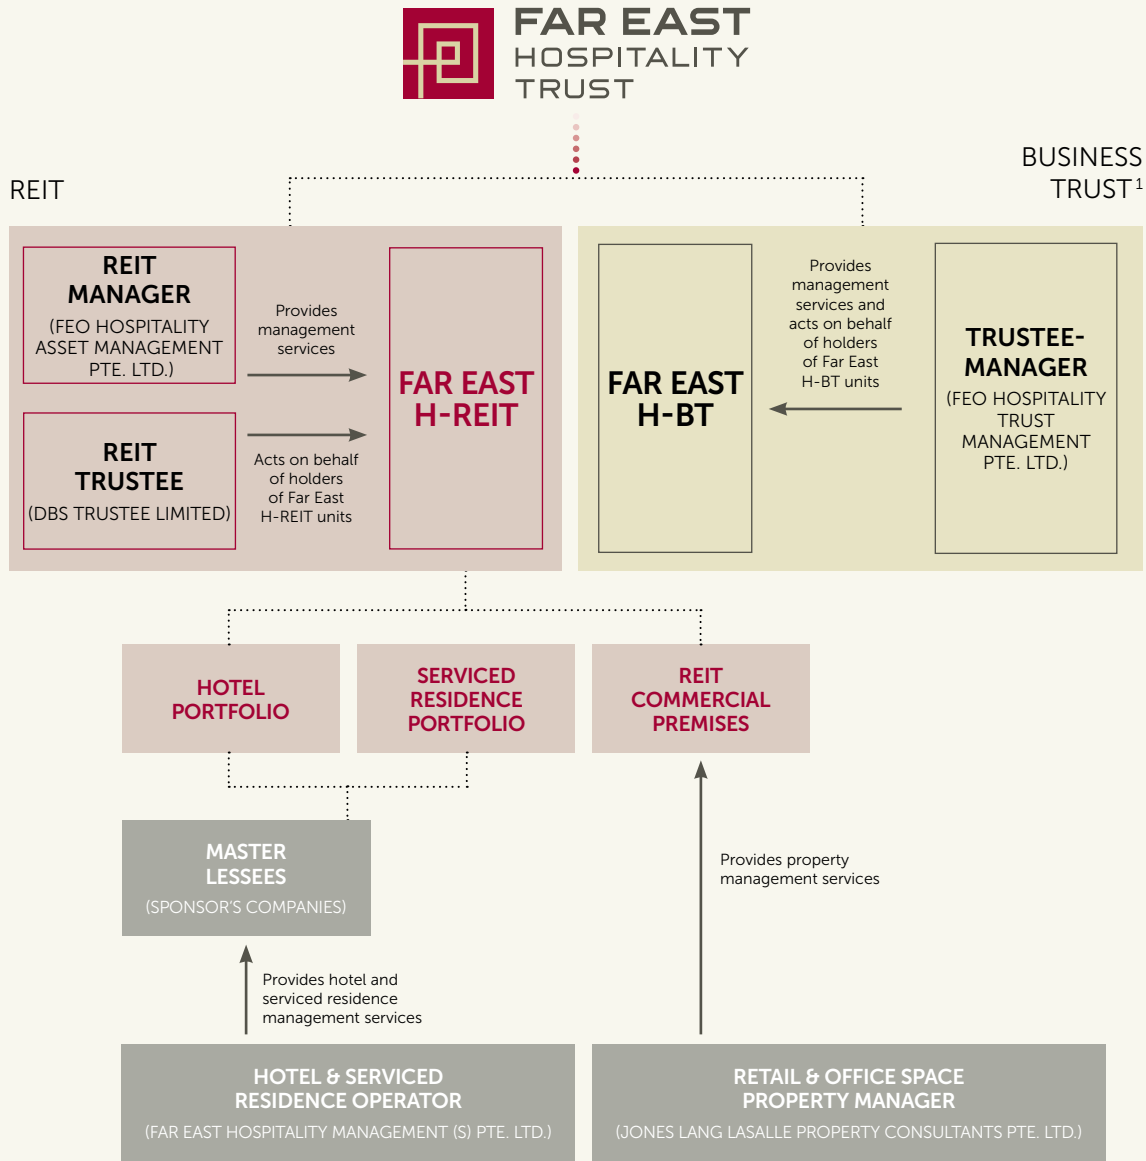 FAR EAST
HOSPITALITY
TRUST
REIT
BUSINESS
TRUST1
REIT
MANAGER
(FEO HOSPITALITY
ASSET MANAGEMENT
PTE. LTD.)
Provides
management
services
REIT
TRUSTEE
(DBS TRUSTEE LIMITED)
Acts on behalf
of holders
of Far East
H-REIT units
FAR EAST
H-REIT
FAR EAST
H-BT
Provides
management
services and
acts on behalf
of holders
of Far East
H-BT units
TRUSTEE-
MANAGER
(FEO HOSPITALITY
TRUST
MANAGEMENT
PTE. LTD.)
HOTEL
PORTFOLIO
SERVICED
RESIDENCE
PORTFOLIO
REIT
COMMERCIAL
PREMISES
MASTER
LESSEES
(SPONSOR'S COMPANIES)
Provides property
management services
Provides hotel and
serviced residence
management services
HOTEL & SERVICED
RESIDENCE OPERATOR
(FAR EAST HOSPITALITY MANAGEMENT (S) PTE. LTD.)
RETAIL & OFFICE SPACE
PROPERTY MANAGER
(JONES LANG LASALLE PROPERTY CONSULTANTS PTE. LTD.)